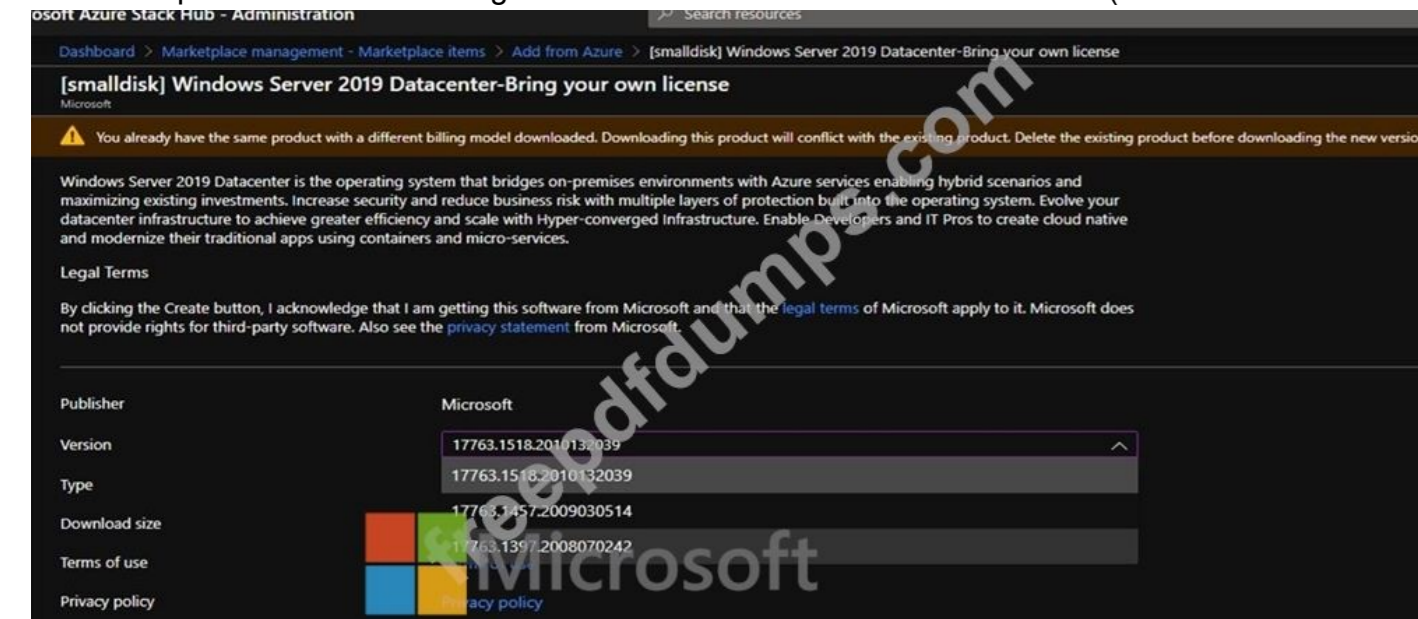 osoft Azure Stack Hub - Administration
Search resources
Dashboard > Marketplace management - Marketplace items > Add from Azure > [smalldisk] Windows Server 2019 Datacenter-Bring your own license
[smalldisk] Windows Server 2019 Datacenter-Bring your own license
Microsoft
You already have the same product with a different billing model downloaded. Downloading this product will conflict with the existing product. Delete the existing product before downloading the new versio
Windows Server 2019 Datacenter is the operating system that bridges on-premises environments with Azure services enabling hybrid scenarios and
maximizing existing investments. Increase security and reduce business risk with multiple layers of protection built into the operating system. Evolve your
datacenter infrastructure to achieve greater efficiency and scale with Hyper-converged Infrastructure. Enable Developers and IT Pros to create cloud native
and modernize their traditional apps using containers and micro-services.
Legal Terms
By clicking the Create button, I acknowledge that I am getting this software from Microsoft and that the legal terms of Microsoft apply to it. Microsoft does
not provide rights for third-party software. Also see the privacy statement from Microsoft.
Publisher Microsoft
Version 17763.1518.2010132039
17763.1518.2010132039
Type
17763.1457.2009030514
Download size
17763.1397.2008070242
Terms of use
Privacy policy Privacy policy
Microsoft
freepdfdumps.com